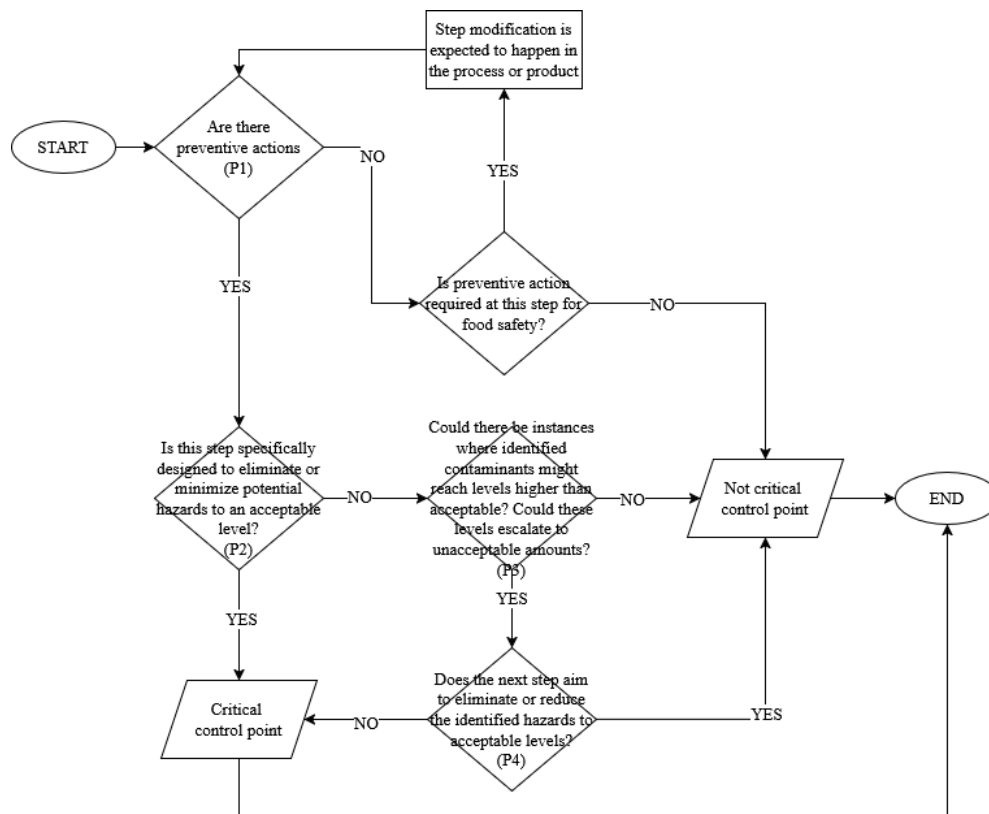 Step modification is
expected to happen in
the process or product
START
Are there
preventive actions
(P1)
NO
YES
YES
Is preventive action
required at this step for
food safety?
NO
Is this step specifically
designed to eliminate or
minimize potential
hazards to an acceptable
level?
(P2)
NO
Could there be instances
where identified
contaminants might
reach levels higher than
acceptable? Could these
levels escalate to
unacceptable amounts?
(P3)
NO
Not critical
control point
END
YES
YES
Critical
control point
NO
Does the next step aim
to eliminate or reduce
the identified hazards to
acceptable levels?
(P4)
YES